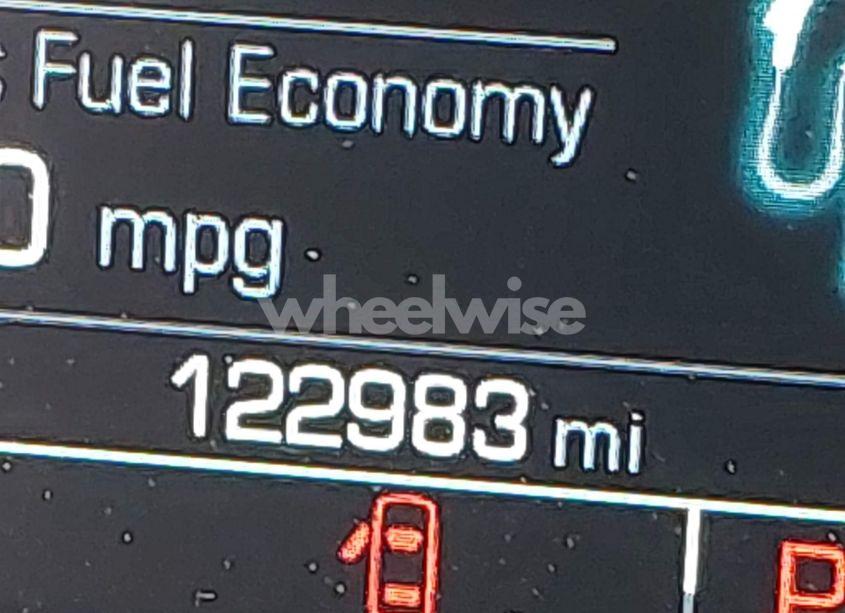 Fuel Economy
mpg
wheelwise
122983 mi
P